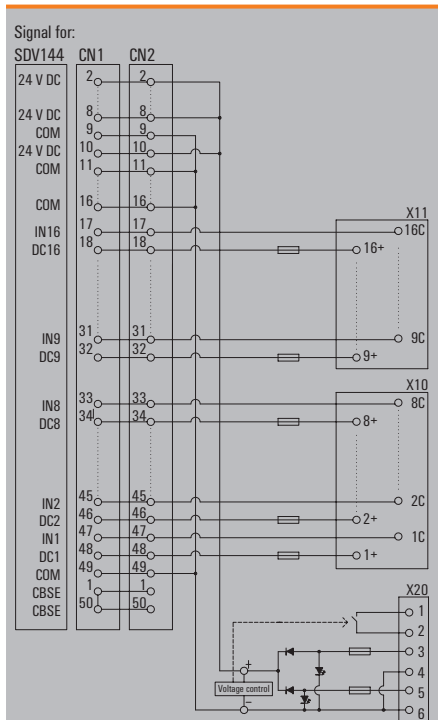 Signal for:
SDV144 CN1 CN2
24 V DC 2 2
24 V DC 8 8
COM 9 9
24 V DC 10 10
COM 11 11
COM 16 16
X11
IN16 17 17 16C
DC16 18 18 16+
IN9 31 31 9C
DC9 32 32 9+
X10
IN8 33 33 8C
DC8 34 34 8+
IN2 45 45 2C
DC2 46 46 2+
IN1 47 47 1C
DC1 48 48 1+
COM 49 49
CBSE 1 1
CBSE 50 50
X20
1
2
3
+ 4
Voltage control 5
– 6